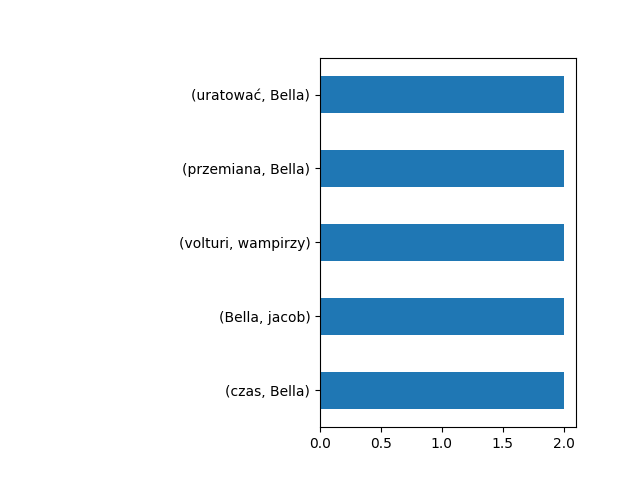 (uratować, Bella)
(przemiana, Bella)
(volturi, wampirzy)
(Bella, jacob)
(czas, Bella)
0.0 0.5 1.0 1.5 2.0